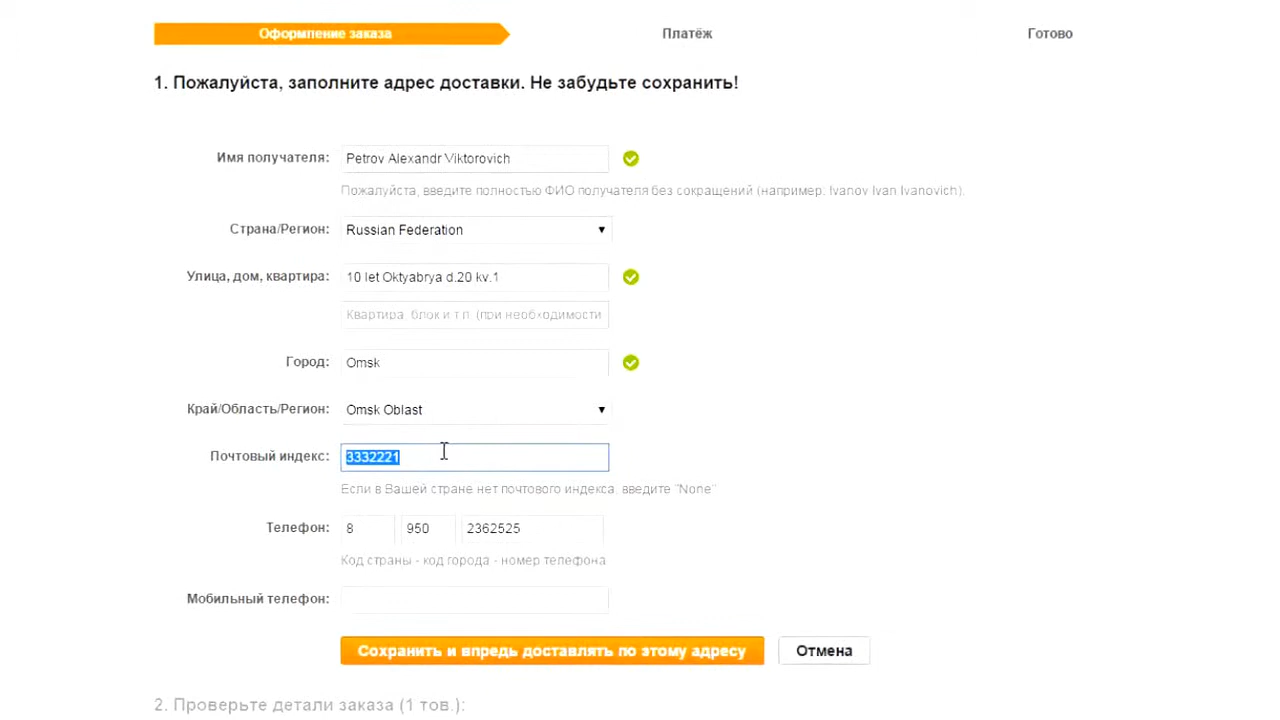 Оформление заказа
Платёж
Готово
1. Пожалуйста, заполните адрес доставки. Не забудьте сохранить!
Имя получателя: Petrov Alexandr Viktorovich
Пожалуйста, введите полностью ФИО получателя без сокращений (например: Ivanov Ivan Ivanovich).
Страна/Регион: Russian Federation
Улица, дом, квартира: 10 let Oktyabrya d.20 kv.1
Квартира, блок и т.п. (при необходимости
Город: Omsk
Край/Область/Регион: Omsk Oblast
Почтовый индекс: 3332221
Если в Вашей стране нет почтового индекса, введите "None"
Телефон: 8 950 2362525
Код страны - код города - номер телефона
Мобильный телефон:
Сохранить и впредь доставлять по этому адресу
Отмена
2. Проверьте детали заказа (1 тов.):